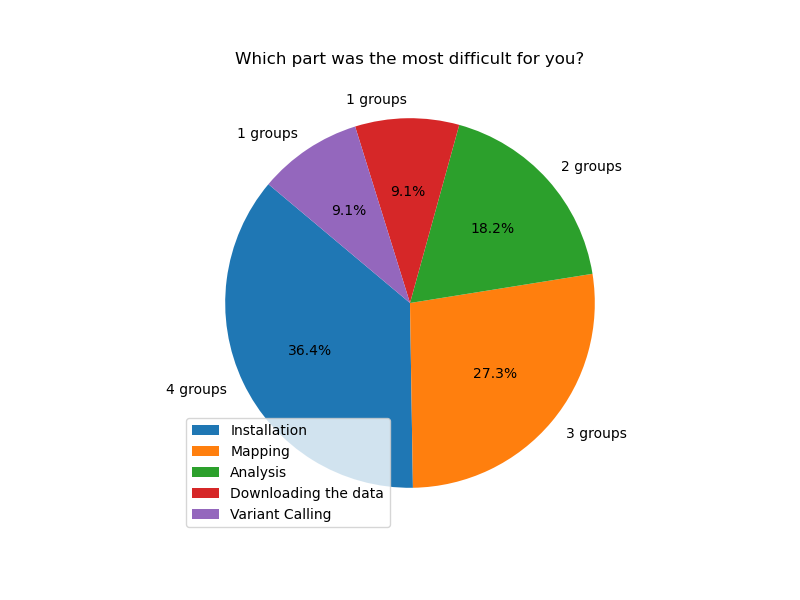 Which part was the most difficult for you?
1 groups
1 groups
2 groups
9.1%
9.1%
18.2%
36.4%
27.3%
4 groups
3 groups
Installation
Mapping
Analysis
Downloading the data
Variant Calling